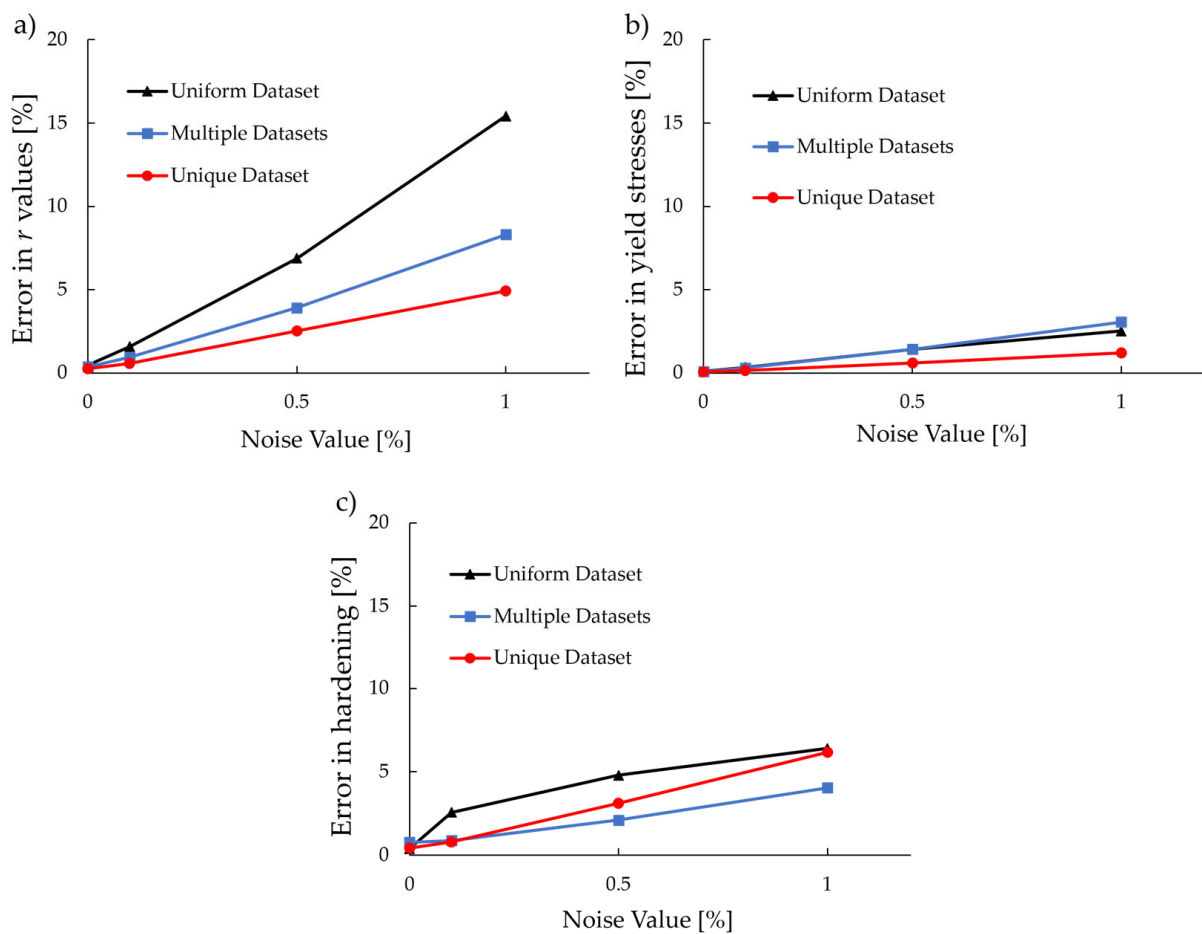 a)
Error in r values [%]
20
15
10
5
0
Uniform Dataset
Multiple Datasets
Unique Dataset
0 0.5 1
Noise Value [%]
b)
Error in yield stresses [%]
20
15
10
5
0
Uniform Dataset
Multiple Datasets
Unique Dataset
0 0.5 1
Noise Value [%]
c)
Error in hardening [%]
20
15
10
5
0
Uniform Dataset
Multiple Datasets
Unique Dataset
0 0.5 1
Noise Value [%]